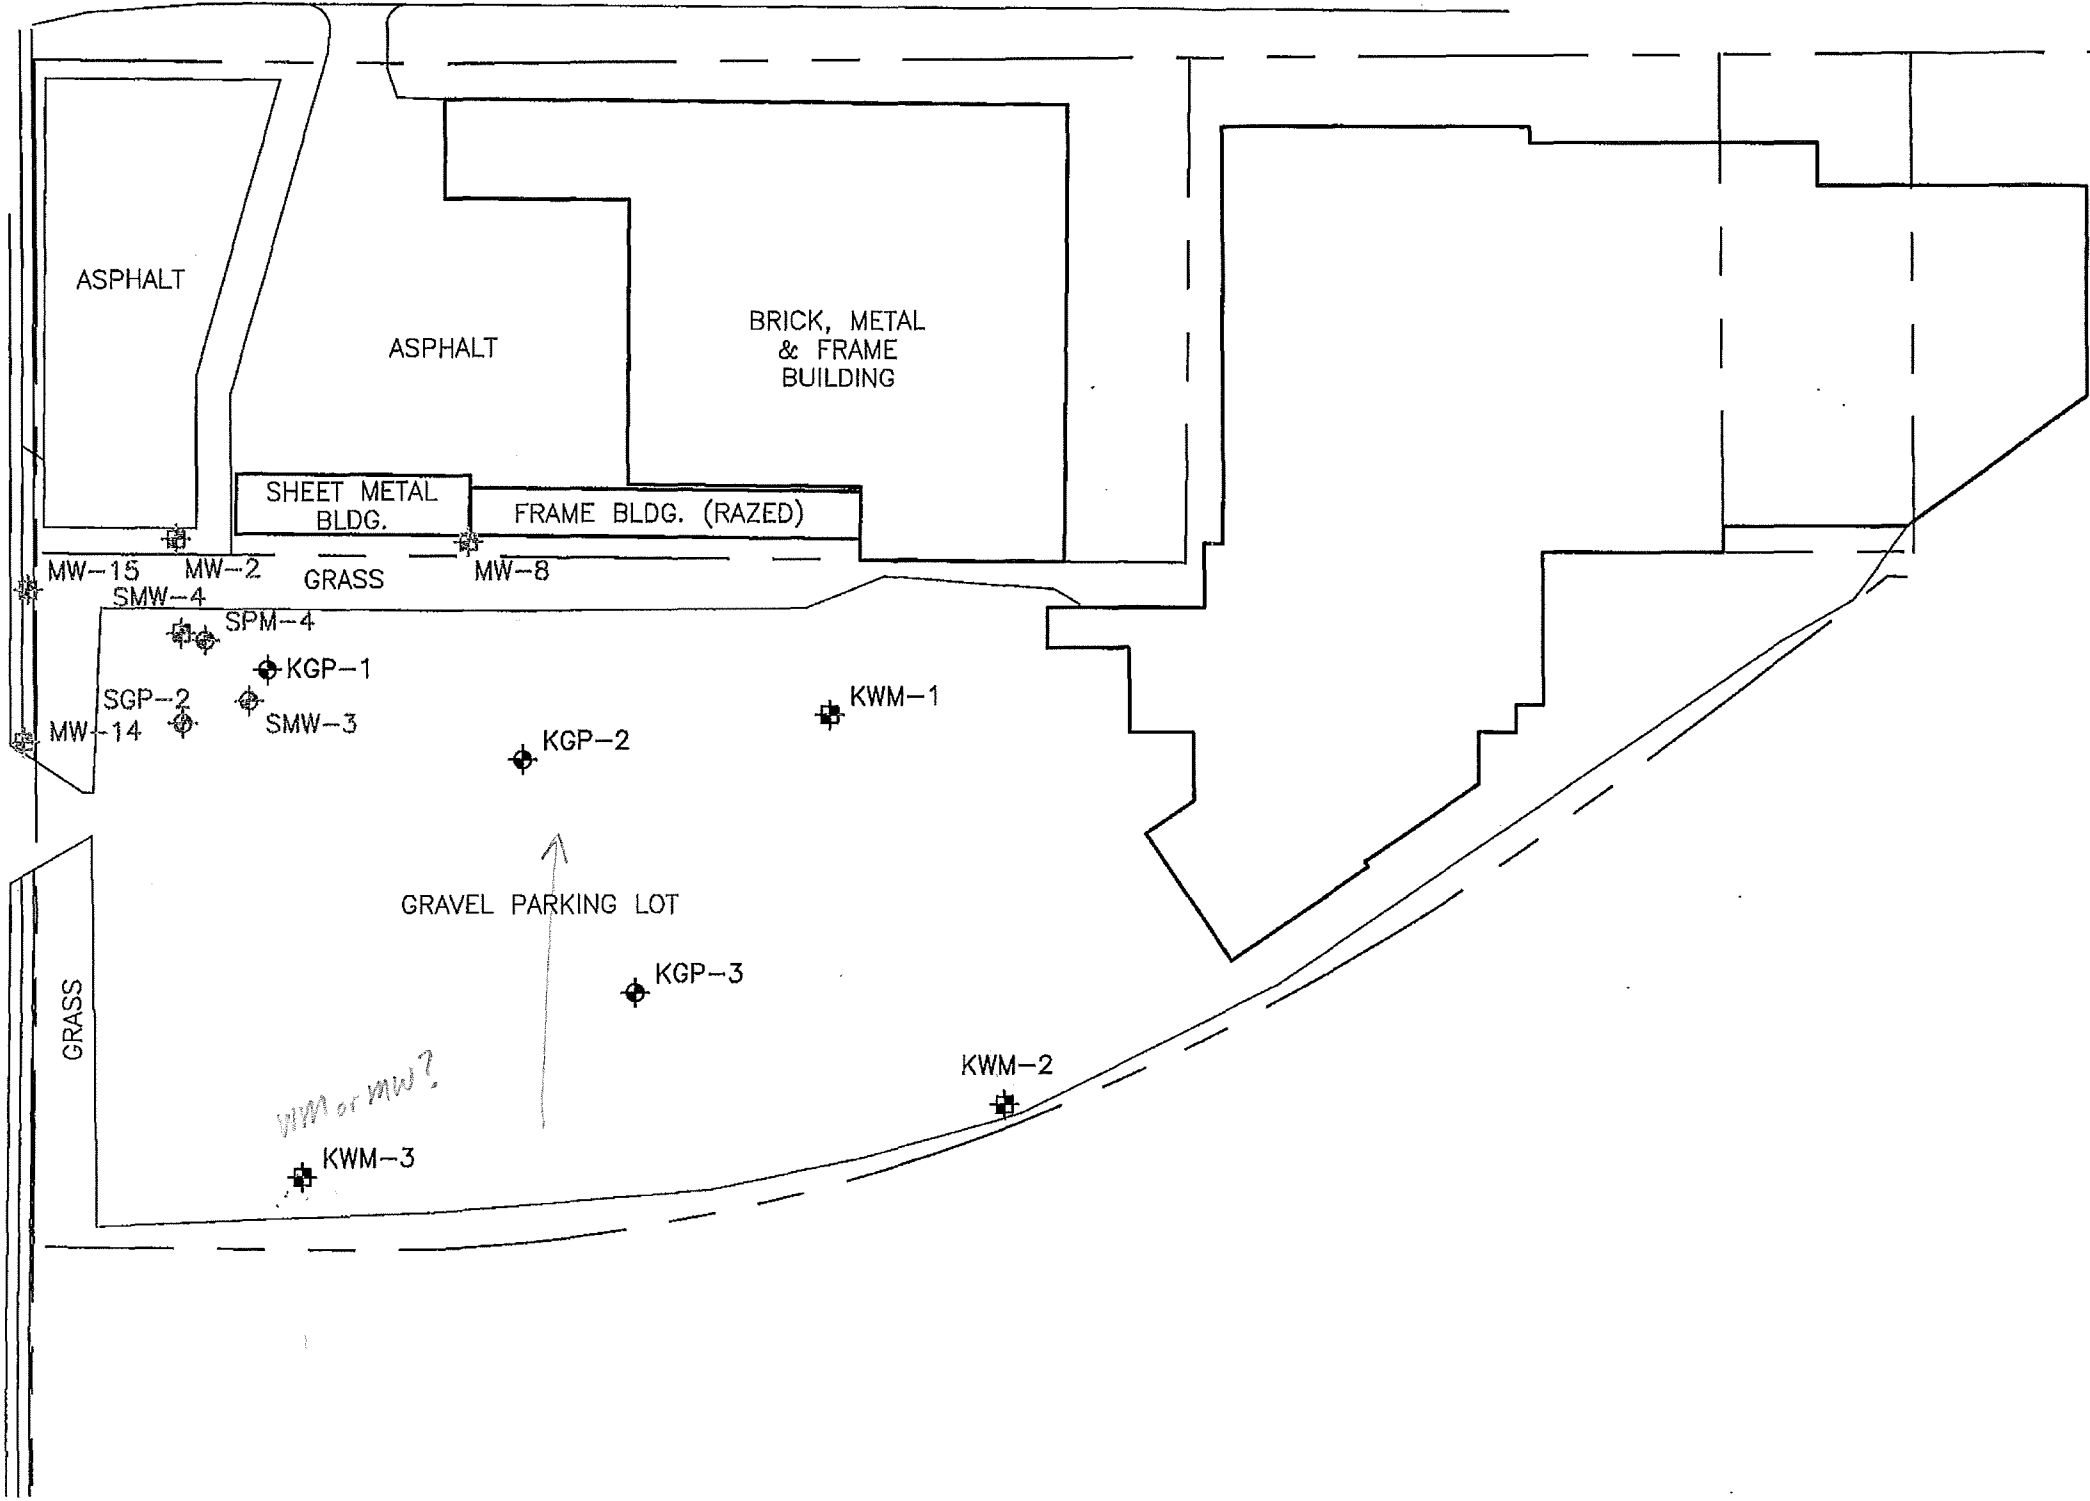 ASPHALT
ASPHALT
BRICK, METAL
& FRAME
BUILDING
SHEET METAL
BLDG.
FRAME BLDG. (RAZED)
MW-15
MW-2
GRASS
MW-8
SMW-4
SPM-4
KGP-1
SGP-2
SMW-3
MW-14
KWM-1
KGP-2
GRAVEL PARKING LOT
KGP-3
GRASS
KWM-2
WM or MW?
KWM-3